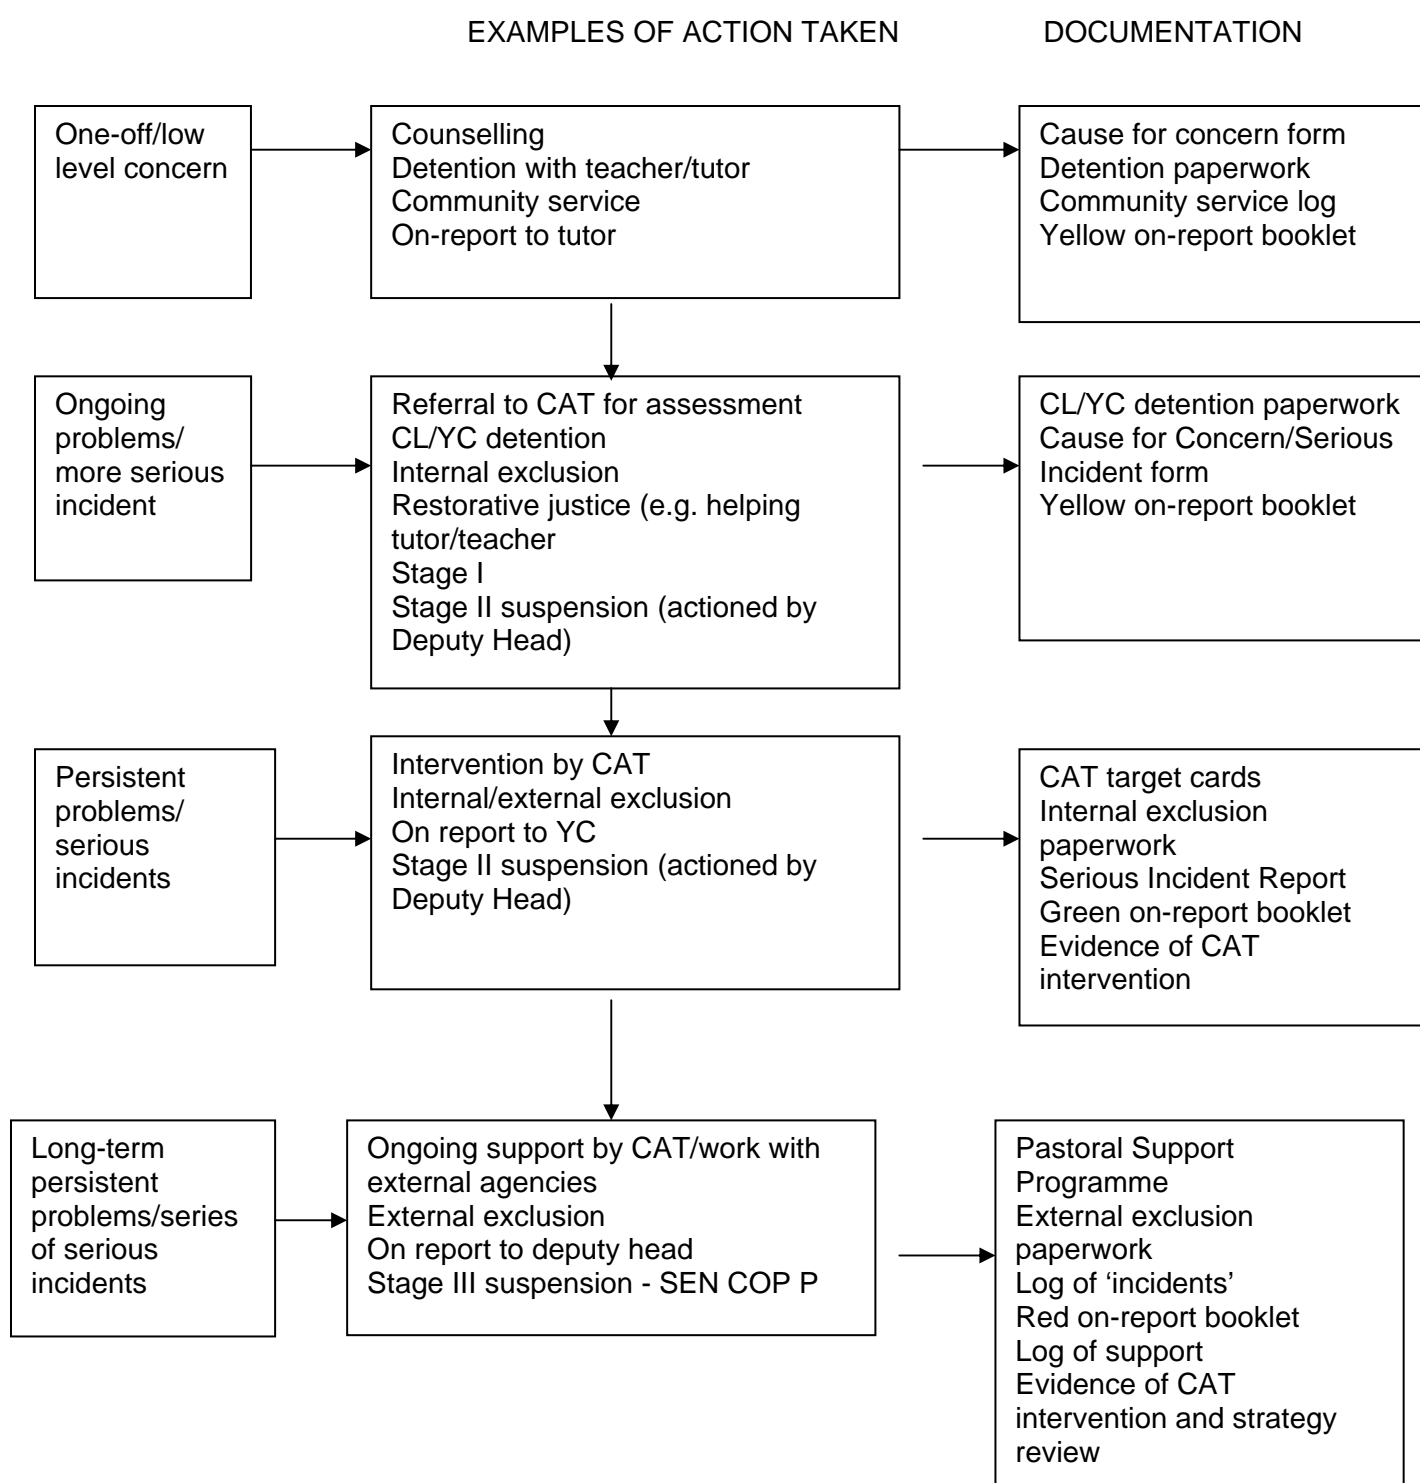 EXAMPLES OF ACTION TAKEN
DOCUMENTATION
One-off/low
level concern
Counselling
Detention with teacher/tutor
Community service
On-report to tutor
Cause for concern form
Detention paperwork
Community service log
Yellow on-report booklet
Ongoing
problems/
more serious
incident
Referral to CAT for assessment
CL/YC detention
Internal exclusion
Restorative justice (e.g. helping
tutor/teacher
Stage I
Stage II suspension (actioned by
Deputy Head)
CL/YC detention paperwork
Cause for Concern/Serious
Incident form
Yellow on-report booklet
Persistent
problems/
serious
incidents
Intervention by CAT
Internal/external exclusion
On report to YC
Stage II suspension (actioned by
Deputy Head)
CAT target cards
Internal exclusion
paperwork
Serious Incident Report
Green on-report booklet
Evidence of CAT
intervention
Long-term
persistent
problems/series
of serious
incidents
Ongoing support by CAT/work with
external agencies
External exclusion
On report to deputy head
Stage III suspension - SEN COP P
Pastoral Support
Programme
External exclusion
paperwork
Log of ‘incidents’
Red on-report booklet
Log of support
Evidence of CAT
intervention and strategy
review